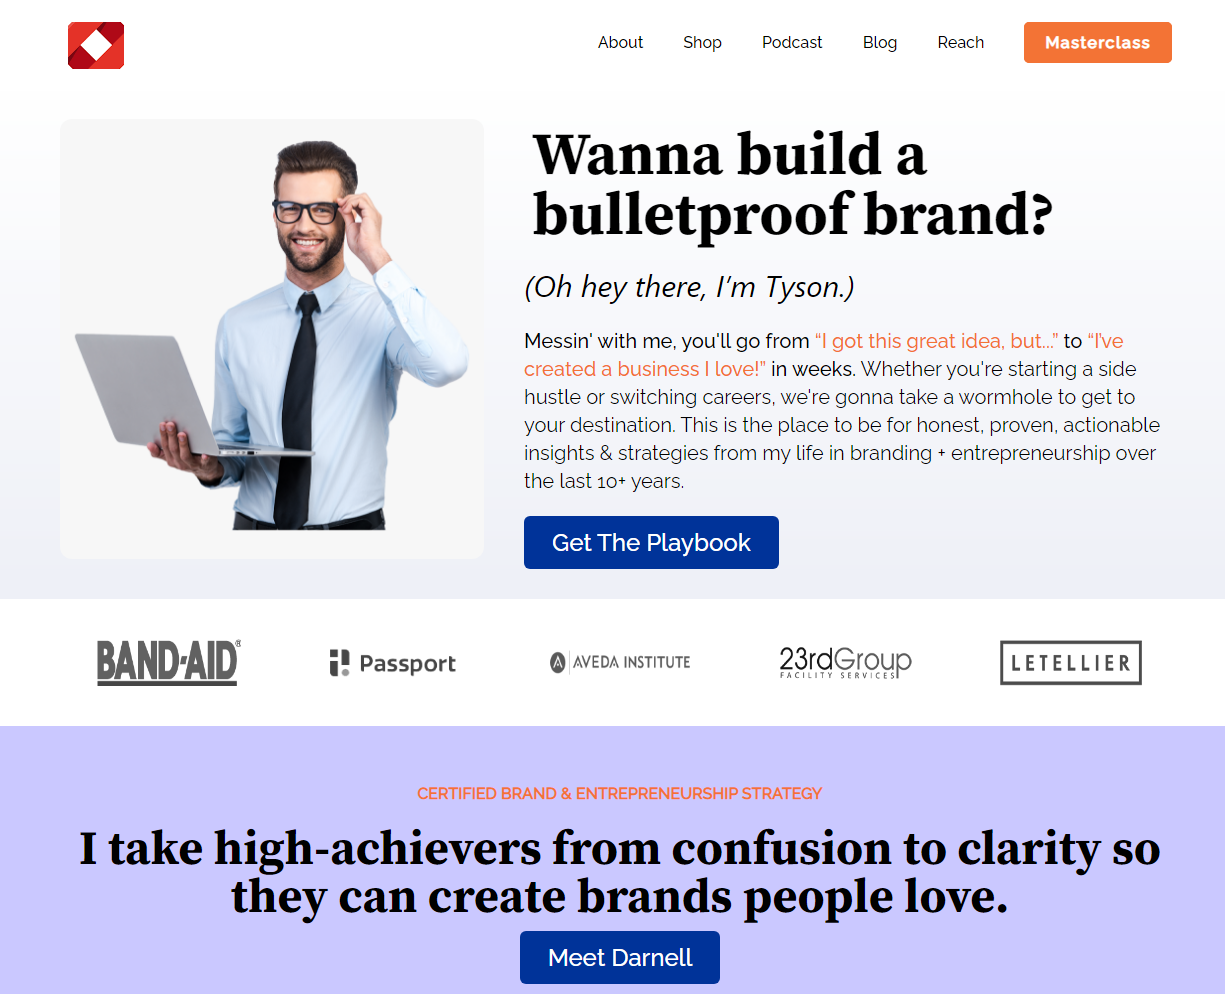 About Shop Podcast Blog Reach Masterclass
Wanna build a
bulletproof brand?
(Oh hey there, I'm Tyson.)
Messin' with me, you'll go from “I got this great idea, but...” to “I've
created a business I love!” in weeks. Whether you're starting a side
hustle or switching careers, we're gonna take a wormhole to get to
your destination. This is the place to be for honest, proven, actionable
insights & strategies from my life in branding + entrepreneurship over
the last 10+ years.
Get The Playbook
BAND-AID® Passport AVEDA INSTITUTE 23rdGroup LETELLIER
FACILITY SERVICES
CERTIFIED BRAND & ENTREPRENEURSHIP STRATEGY
I take high-achievers from confusion to clarity so
they can create brands people love.
Meet Darnell